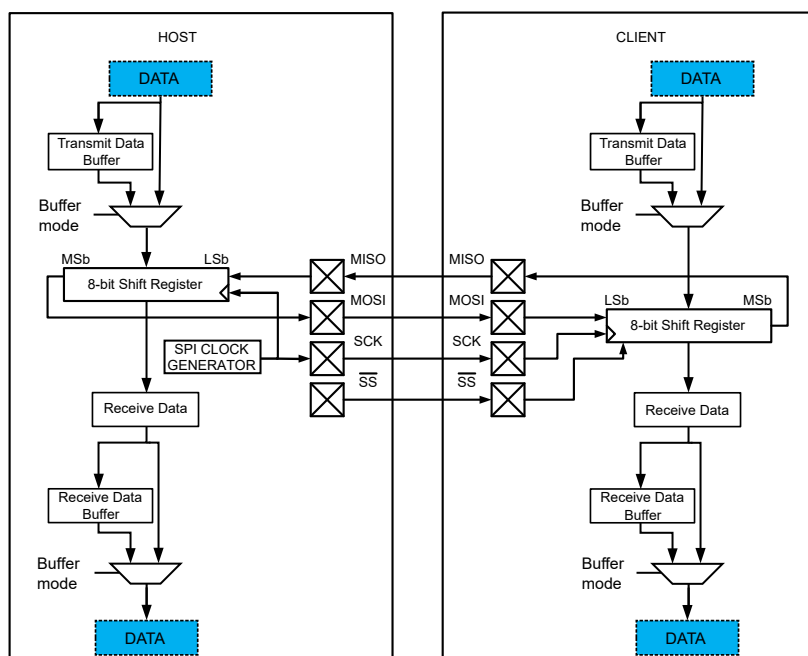 HOST
DATA
Transmit Data
Buffer
Buffer
mode
MSb
LSb
8-bit Shift Register
SPI CLOCK
GENERATOR
MISO
MOSI
SCK
SS
Receive Data
Receive Data
Buffer
Buffer
mode
DATA
CLIENT
DATA
Transmit Data
Buffer
Buffer
mode
MISO
MOSI
SCK
SS
LSb
MSb
8-bit Shift Register
Receive Data
Receive Data
Buffer
Buffer
mode
DATA